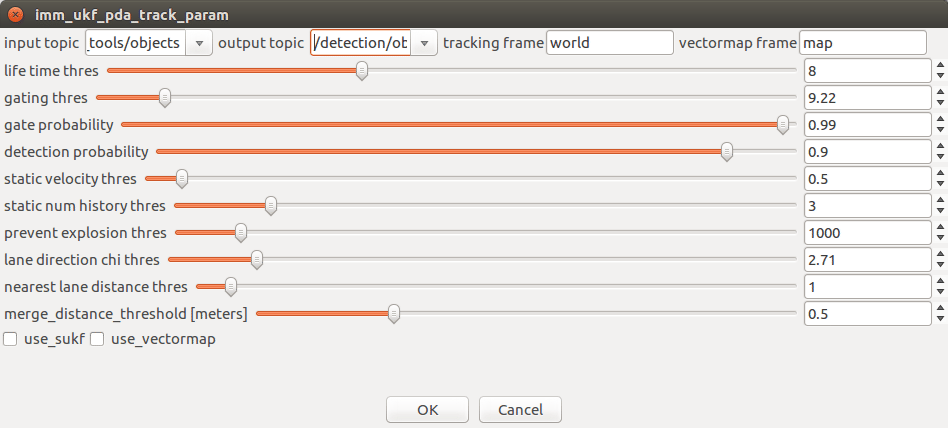 imm_ukf_pda_track_param
input topic _tools/objects output topic /detection/ob tracking frame world vectormap frame map
life time thres 8
gating thres 9.22
gate probability 0.99
detection probability 0.9
static velocity thres 0.5
static num history thres 3
prevent explosion thres 1000
lane direction chi thres 2.71
nearest lane distance thres 1
merge_distance_threshold [meters] 0.5
use_sukf use_vectormap
OK Cancel